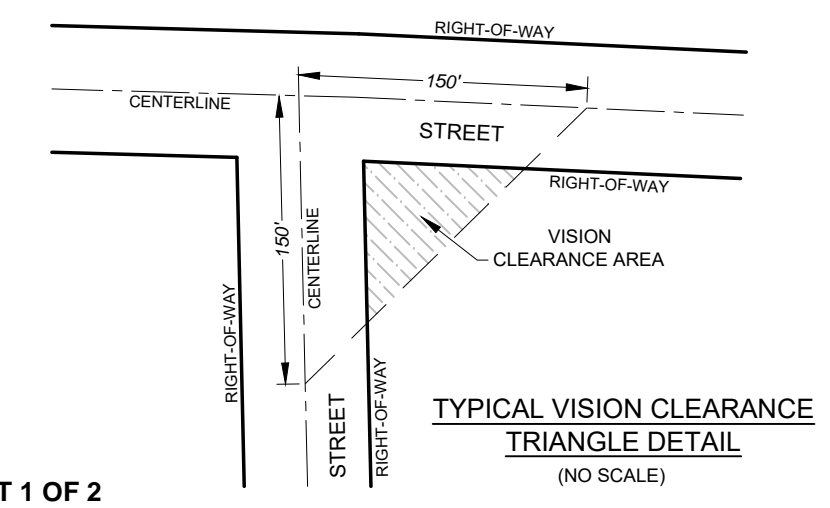 RIGHT-OF-WAY
150'
CENTERLINE
STREET
RIGHT-OF-WAY
150'
CENTERLINE
VISION
CLEARANCE AREA
RIGHT-OF-WAY
STREET
RIGHT-OF-WAY
TYPICAL VISION CLEARANCE
TRIANGLE DETAIL
(NO SCALE)
T 1 OF 2